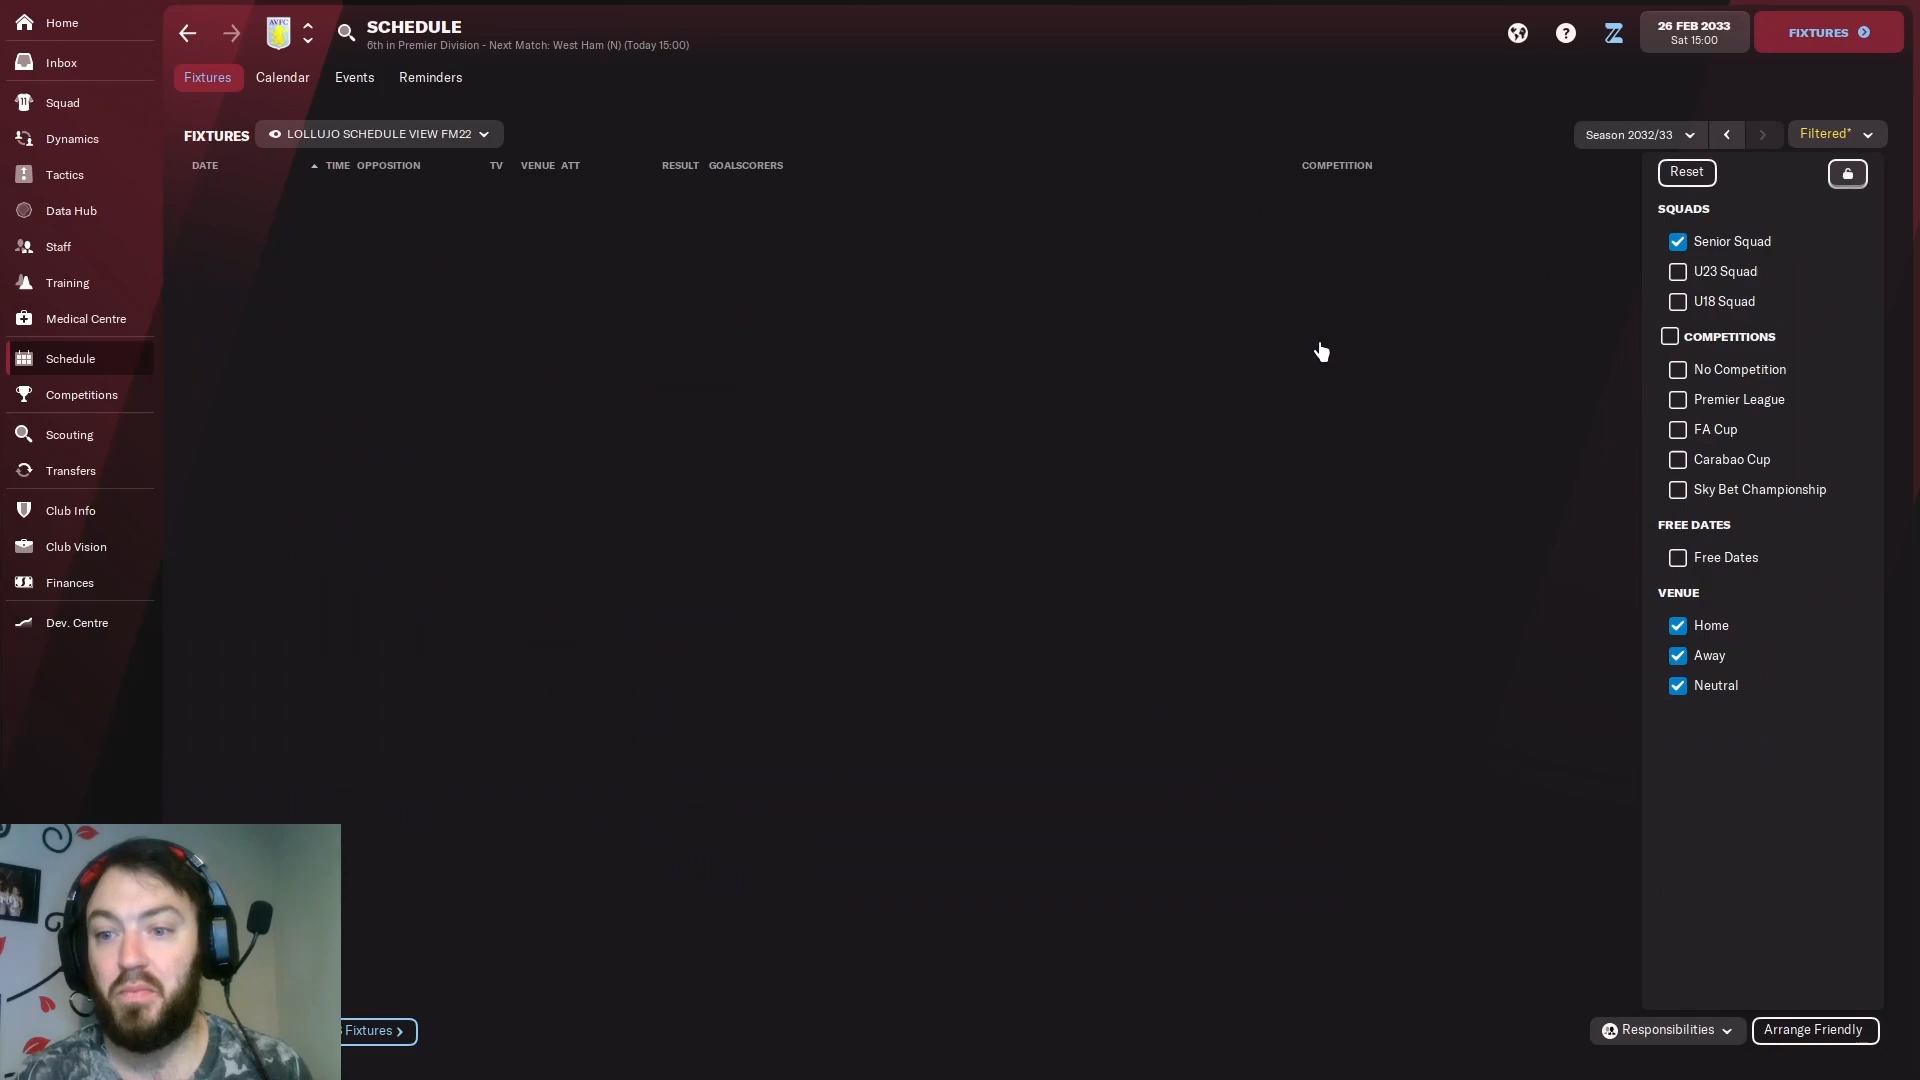 Home
Inbox
Squad
Dynamics
Tactics
Data Hub
Staff
Training
Medical Centre
Schedule
Competitions
Scouting
Transfers
Club Info
Club Vision
Finances
Dev. Centre
AVFC
SCHEDULE
6th in Premier Division - Next Match: West Ham (N) (Today 15:00)
26 FEB 2033
Sat 15:00
FIXTURES
Fixtures Calendar Events Reminders
FIXTURES LOLLUJO SCHEDULE VIEW FM22
Season 2032/33 Filtered*
DATE TIME OPPOSITION TV VENUE ATT RESULT GOALSCORERS COMPETITION
Reset
SQUADS
Senior Squad
U23 Squad
U18 Squad
COMPETITIONS
No Competition
Premier League
FA Cup
Carabao Cup
Sky Bet Championship
FREE DATES
Free Dates
VENUE
Home
Away
Neutral
Fixtures
Responsibilities Arrange Friendly